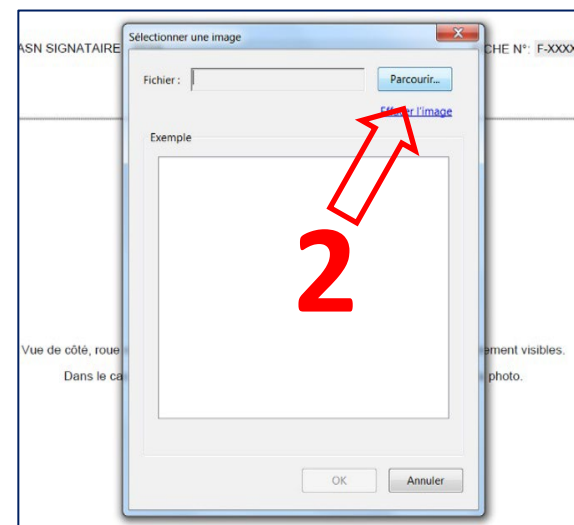 Sélectionner une image
ASN SIGNATAIRE
CHE N°: F-XXXX
Fichier :
Parcourir...
Effacer l'image
Exemple
2
Vue de côté, roue
ement visibles.
Dans le ca
photo.
OK
Annuler